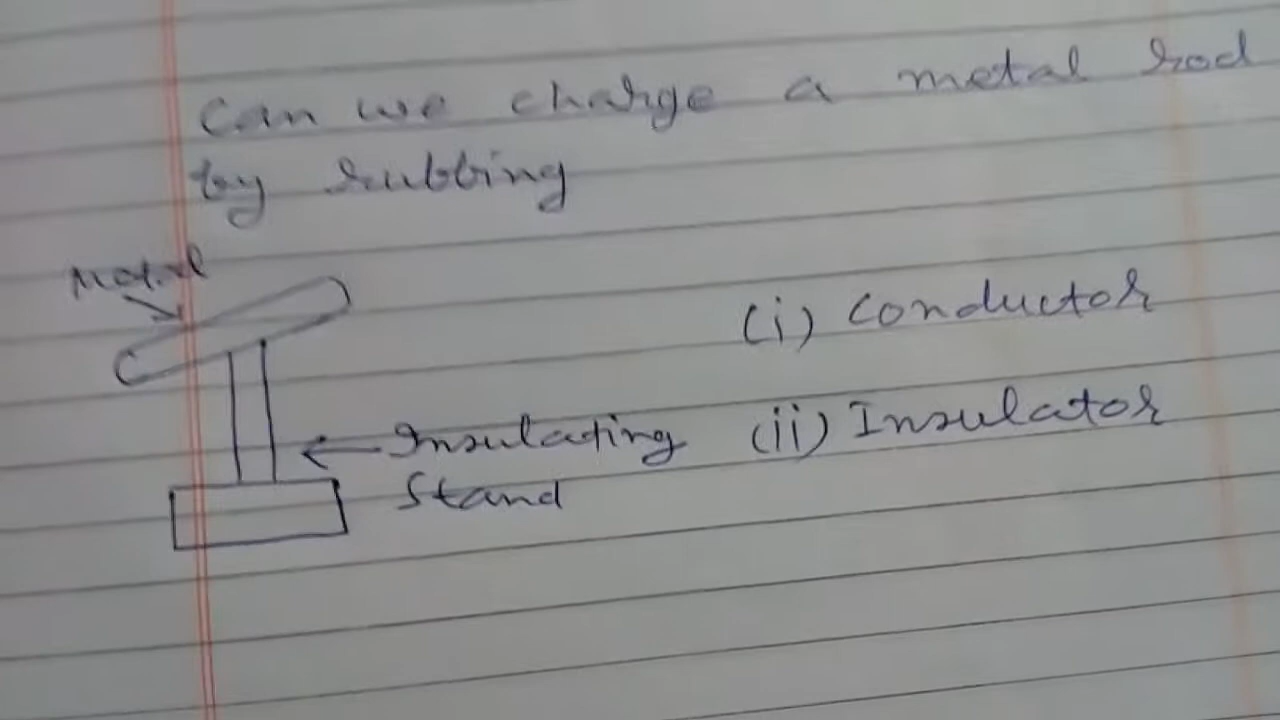 Can we charge a metal rod
by rubbing
Metal
(i) Conductor
Insulating (ii) Insulator
Stand